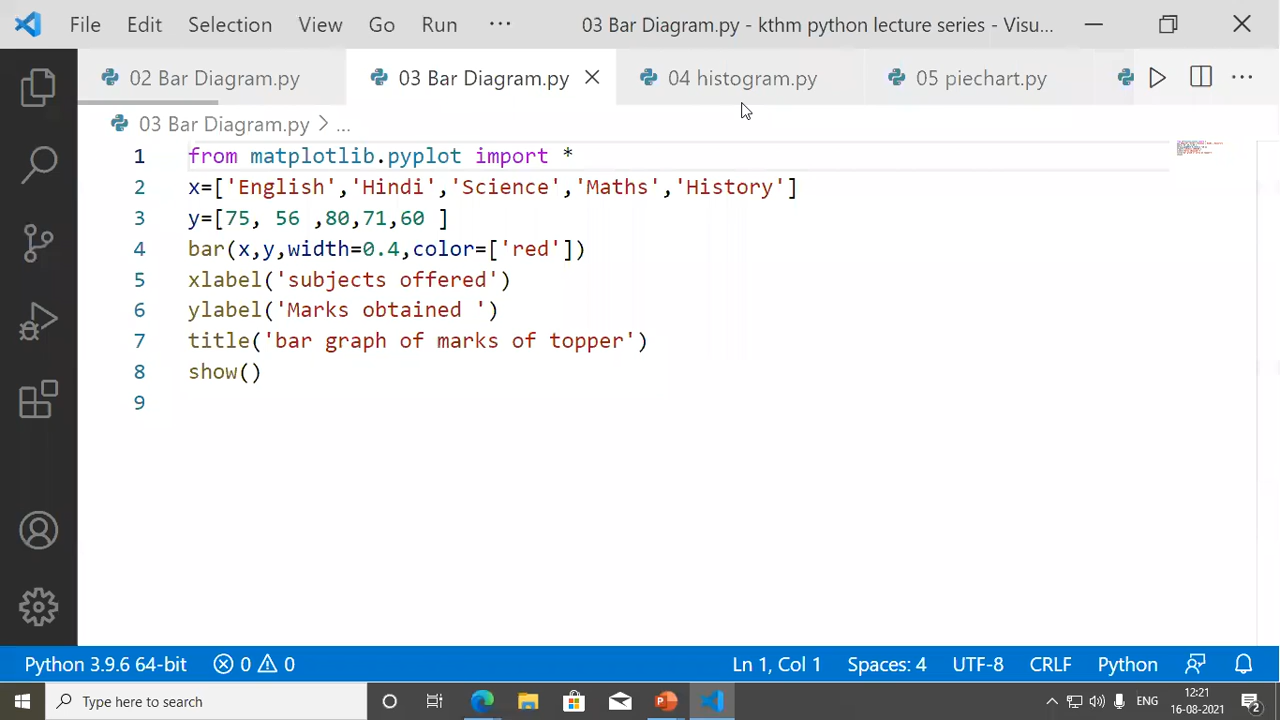 File Edit Selection View Go Run ··· 03 Bar Diagram.py - kthm python lecture series - Visu...
02 Bar Diagram.py 03 Bar Diagram.py 04 histogram.py 05 piechart.py
03 Bar Diagram.py > ...
1 from matplotlib.pyplot import *
2 x=['English','Hindi','Science','Maths','History']
3 y=[75, 56 ,80,71,60 ]
4 bar(x,y,width=0.4,color=['red'])
5 xlabel('subjects offered')
6 ylabel('Marks obtained ')
7 title('bar graph of marks of topper')
8 show()
9
Python 3.9.6 64-bit 0 0 Ln 1, Col 1 Spaces: 4 UTF-8 CRLF Python
Type here to search ENG 12:21
16-08-2021 2